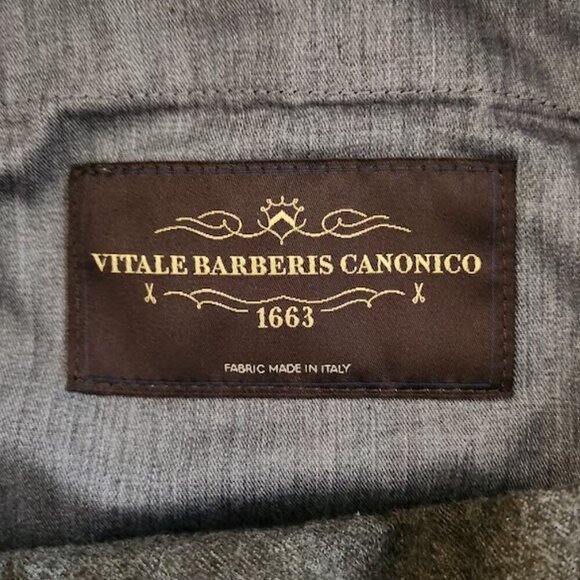 VITALE BARBERIS CANONICO
1663
FABRIC MADE IN ITALY